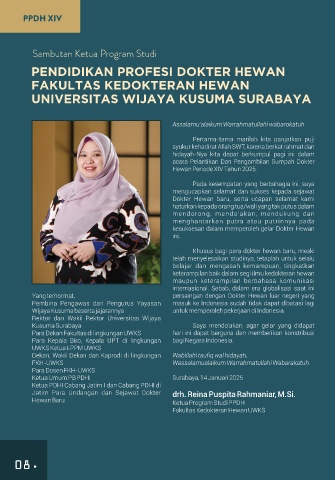 PPDH XIV
Sambutan Ketua Program Studi
PENDIDIKAN PROFESI DOKTER HEWAN
FAKULTAS KEDOKTERAN HEWAN
UNIVERSITAS WIJAYA KUSUMA SURABAYA
Yang terhormat,
Pembina Pengawas dan Pengurus Yayasan
Wijaya Kusuma beserta jajarannya
Rektor dan Wakil Rektor Universitas Wijaya
Kusuma Surabaya
Para Dekan Fakultas di lingkungan UWKS
Para Kepala Biro, Kepala UPT di lingkungan
UWKS Ketua LPPM UWKS
Dekan, Wakil Dekan dan Kaprodi di lingkungan
FKH-UWKS
Para Dosen FKH-UWKS
Ketua Umum PB PDHI
Ketua PDHI Cabang Jatim I dan Cabang PDHI di
Jatim Para Undangan dan Sejawat Dokter
Hewan Baru
Assalamu'alaikum Warrahmatullahi wabarokatuh
Pertama-tama marilah kita panjatkan puji
syukur kehadirat Allah SWT, karena berkat rahmat dan
hidayah-Nya kita dapat berkumpul pagi ini dalam
acara Pelantikan Dan Pengambilan Sumpah Dokter
Hewan Periode XIV Tahun 2025.
Pada kesempatan yang berbahagia ini, saya
mengucapkan selamat dan sukses kepada sejawat
Dokter Hewan baru, serta ucapan selamat kami
haturkan kepada orang tua/wali yang tak putus dalam
mendorong, mendo'akan, mendukung dan
menghantarkan putra atau putrinnya pada
kesuksesan dalam memperoleh gelar Dokter Hewan
ini.
Khusus bagi para dokter hewan baru, meski
telah menyelesaikan studinya, tetaplah untuk selalu
belajar dan mengasah kemampuan, tingkatkan
keterampilan baik dalam segi ilmu kedokteran hewan
maupun keterampilan berbahasa komunikasi
internasional. Sebab, dalam era globalisasi saat ini
persaingan dengan Dokter Hewan luar negeri yang
masuk ke Indonesia sudah tidak dapat dibatasi lagi
untuk memperoleh pekerjaan di Indonesia.
Saya mendo'akan, agar gelar yang didapat
hari ini dapat berguna dan memberikan kontribusi
bagi Negara Indonesia.
Wabillahi taufiq wal hidayah,
Wasselamualaikum Warrahmatullahi Wabarakatuh.
Surabaya, 14 Januari 2025
drh. Reina Puspita Rahmaniar, M.Si.
Ketua Program Studi PPDH
Fakultas Kedokteran Hewan UWKS
08.